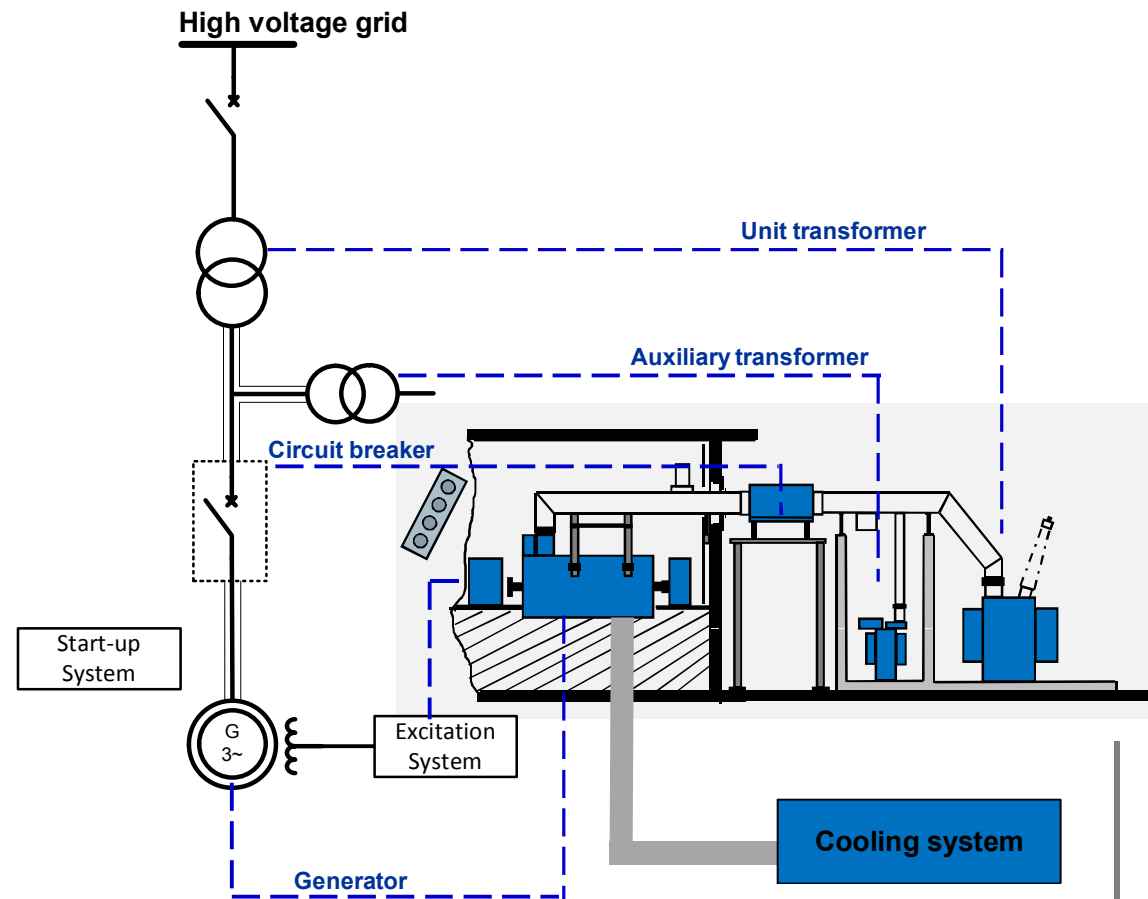 High voltage grid
Unit transformer
Auxiliary transformer
Circuit breaker
Start-up
System
G
3~
Excitation
System
Cooling system
Generator